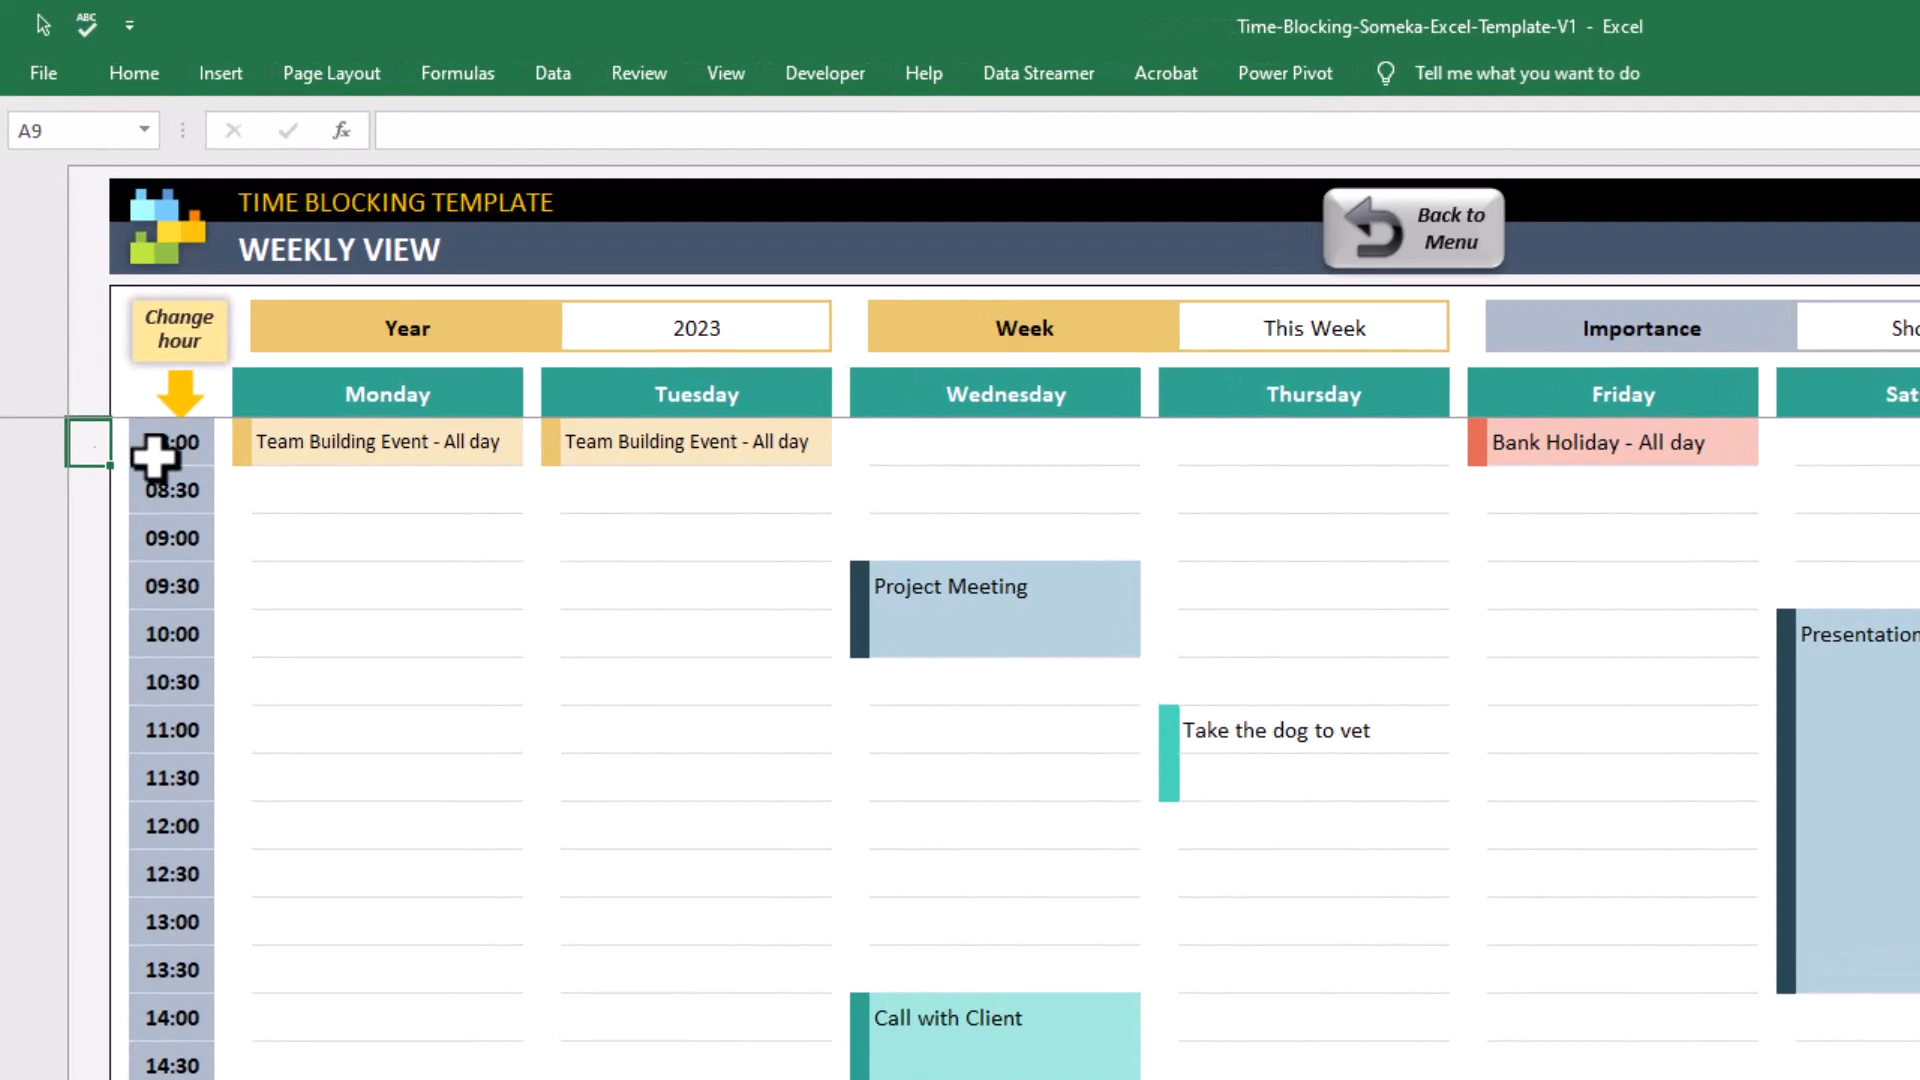 ABC
Time-Blocking-Someka-Excel-Template-V1 - Excel
File Home Insert Page Layout Formulas Data Review View Developer Help Data Streamer Acrobat Power Pivot Tell me what you want to do
A9 fx
TIME BLOCKING TEMPLATE
WEEKLY VIEW
Back to
Menu
Change
hour
Year 2023 Week This Week Importance
Monday Tuesday Wednesday Thursday Friday
Team Building Event - All day Team Building Event - All day Bank Holiday - All day
08:30
09:00
09:30 Project Meeting
10:00 Presentation
10:30
11:00 Take the dog to vet
11:30
12:00
12:30
13:00
13:30
14:00 Call with Client
14:30